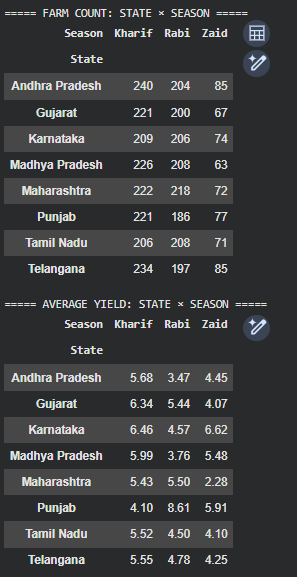 ===== FARM COUNT: STATE × SEASON =====
Season Kharif Rabi Zaid
State
Andhra Pradesh 240 204 85
Gujarat 221 200 67
Karnataka 209 206 74
Madhya Pradesh 226 208 63
Maharashtra 222 218 72
Punjab 221 186 77
Tamil Nadu 206 208 71
Telangana 234 197 85
===== AVERAGE YIELD: STATE × SEASON =====
Season Kharif Rabi Zaid
State
Andhra Pradesh 5.68 3.47 4.45
Gujarat 6.34 5.44 4.07
Karnataka 6.46 4.57 6.62
Madhya Pradesh 5.99 3.76 5.48
Maharashtra 5.43 5.50 2.28
Punjab 4.10 8.61 5.91
Tamil Nadu 5.52 4.50 4.10
Telangana 5.55 4.78 4.25